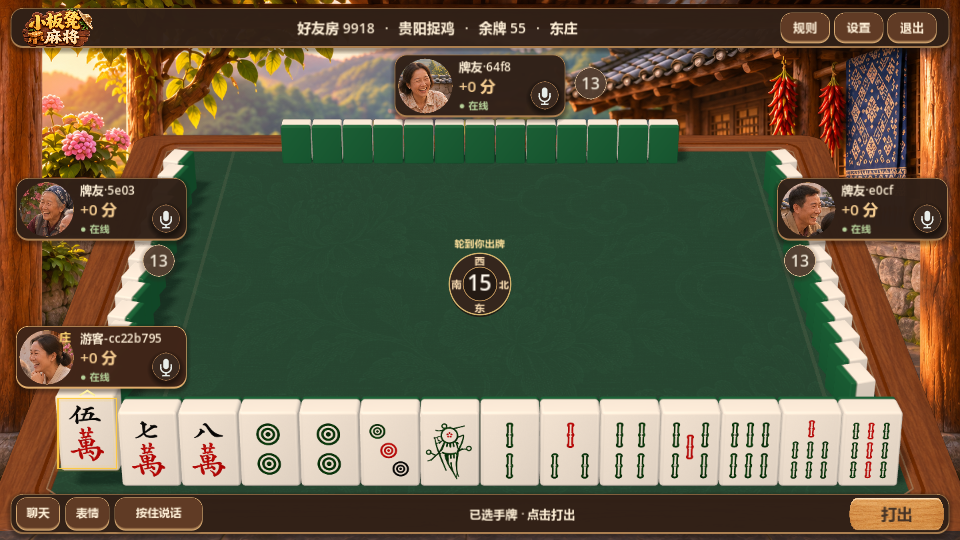 小板凳
麻将
好友房 9918 · 贵阳捉鸡 · 余牌 55 · 东庄
规则
设置
退出
牌友·64f8
+0 分
在线
13
牌友·5e03
+0 分
在线
13
牌友·e0cf
+0 分
在线
13
轮到你出牌
西
南 15 北
东
庄
游客-cc22b795
+0 分
在线
伍萬
七萬
八萬
聊天
表情
按住说话
已选手牌 · 点击打出
打出